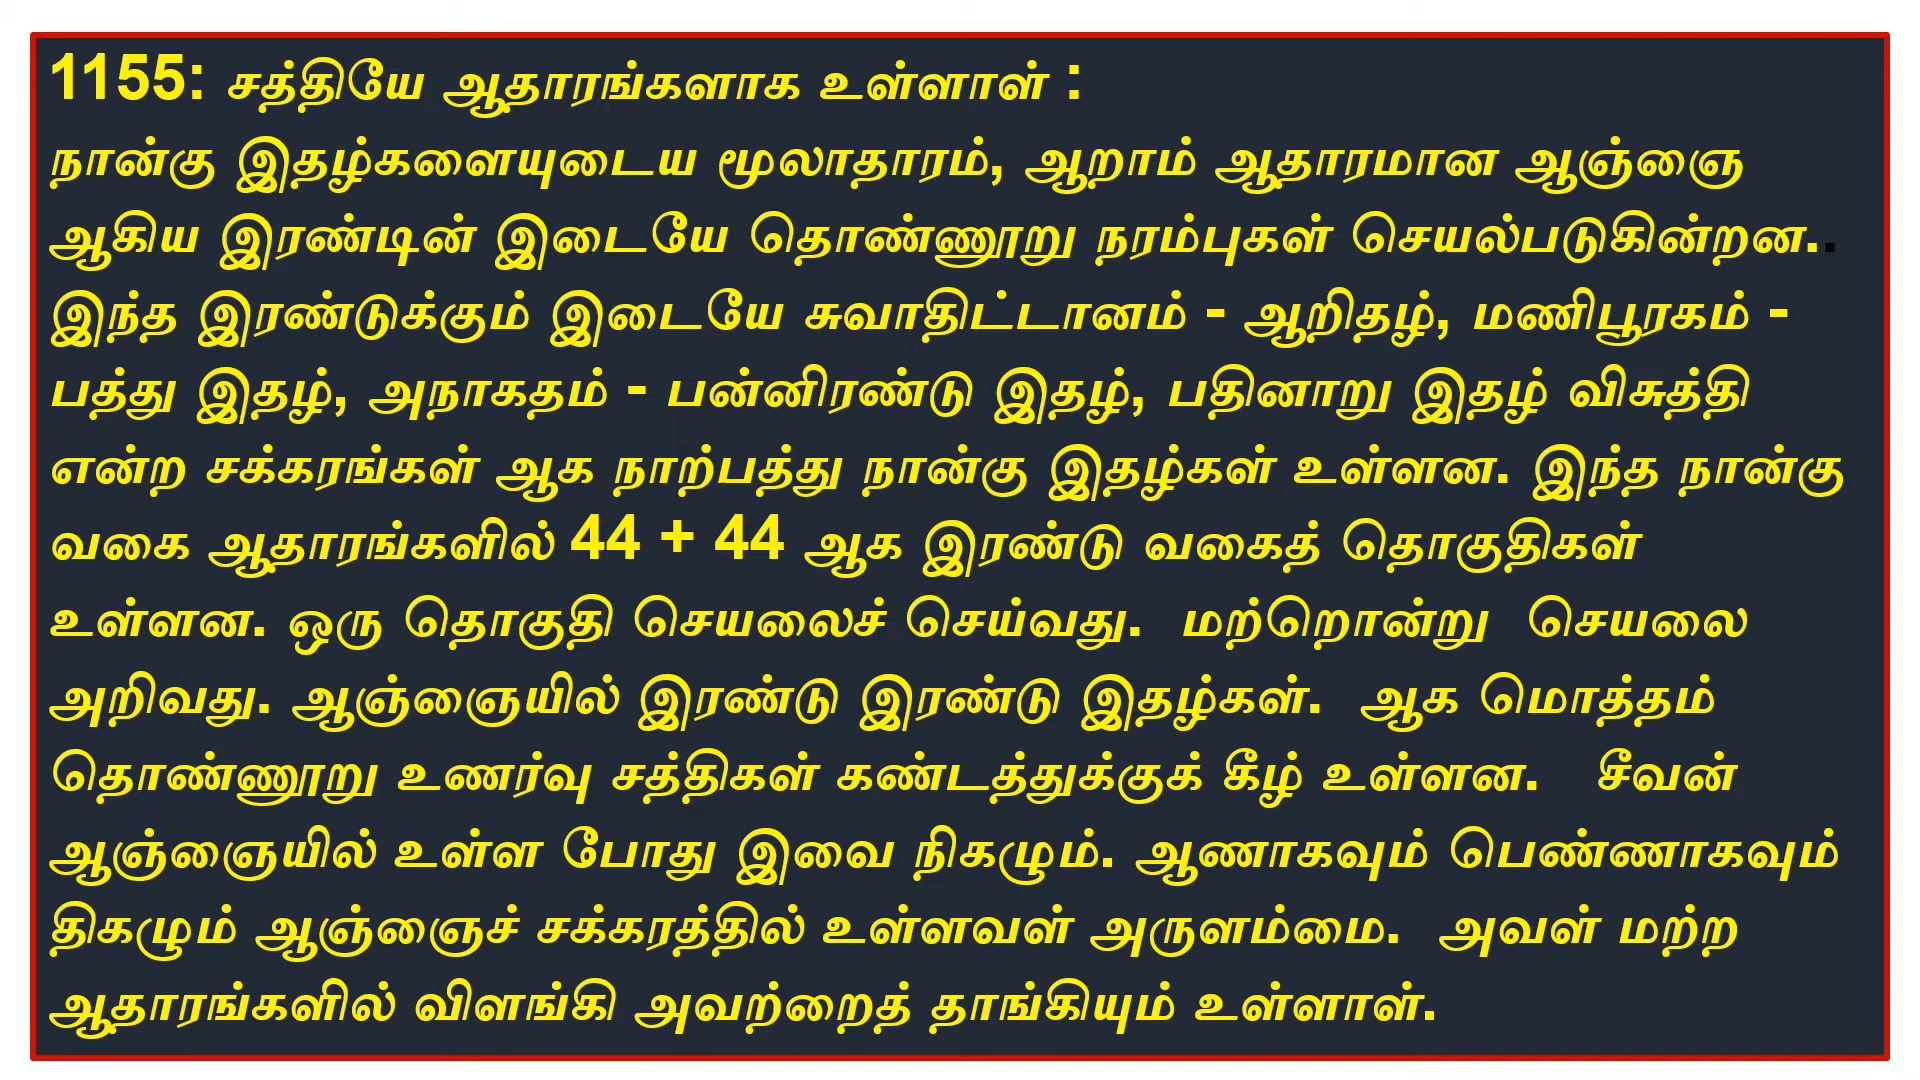 1155: சத்தியே ஆதாரங்களாக உள்ளாள் :
நான்கு இதழ்களையுடைய மூலாதாரம், ஆறாம் ஆதாரமான ஆஞ்ஞை
ஆகிய இரண்டின் இடையே தொண்ணூறு நரம்புகள் செயல்படுகின்றன..
இந்த இரண்டுக்கும் இடையே சுவாதிட்டானம் - ஆறிதழ், மணிபூரகம் -
பத்து இதழ், அநாகதம் - பன்னிரண்டு இதழ், பதினாறு இதழ் விசுத்தி
என்ற சக்கரங்கள் ஆக நாற்பத்து நான்கு இதழ்கள் உள்ளன. இந்த நான்கு
வகை ஆதாரங்களில் 44 + 44 ஆக இரண்டு வகைத் தொகுதிகள்
உள்ளன. ஒரு தொகுதி செயலைச் செய்வது. மற்றொன்று செயலை
அறிவது. ஆஞ்ஞையில் இரண்டு இரண்டு இதழ்கள். ஆக மொத்தம்
தொண்ணூறு உணர்வு சத்திகள் கண்டத்துக்குக் கீழ் உள்ளன. சீவன்
ஆஞ்ஞையில் உள்ள போது இவை நிகழும். ஆணாகவும் பெண்ணாகவும்
திகழும் ஆஞ்ஞைச் சக்கரத்தில் உள்ளவள் அருளம்மை. அவள் மற்ற
ஆதாரங்களில் விளங்கி அவற்றைத் தாங்கியும் உள்ளாள்.